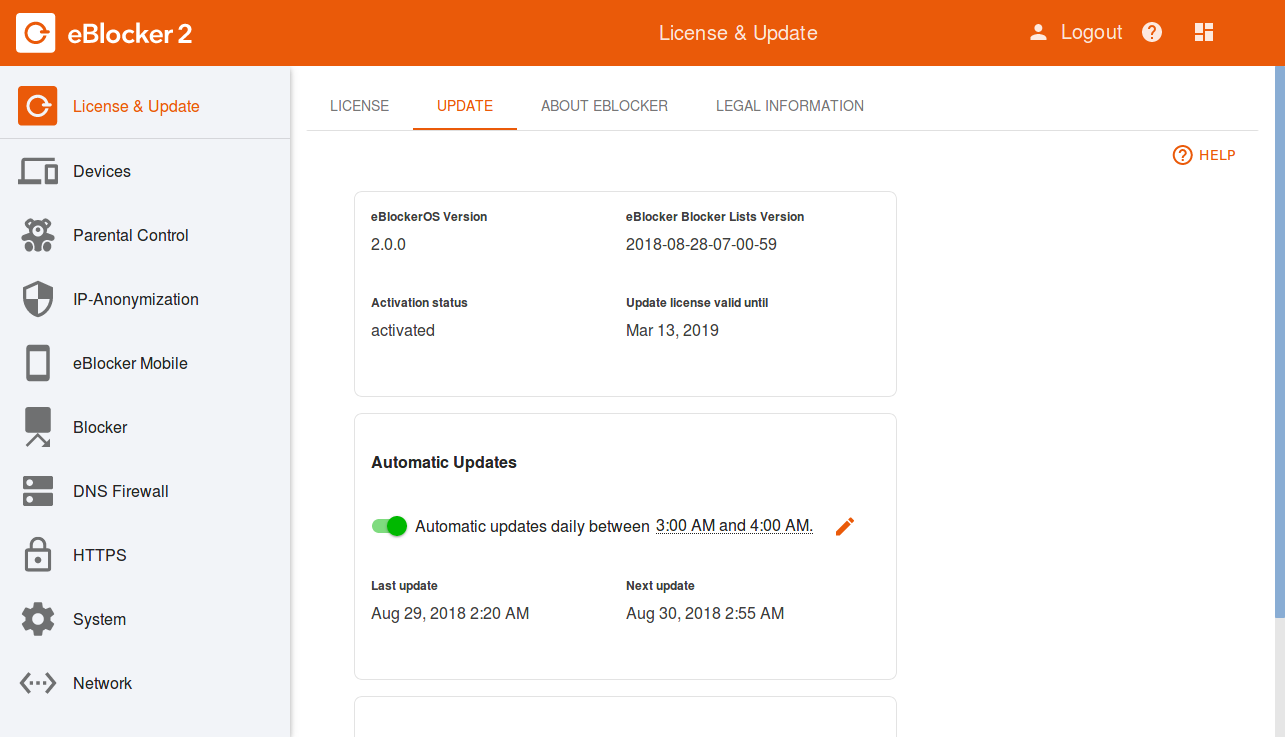 eBlocker 2
License & Update
Logout
License & Update
Devices
Parental Control
IP-Anonymization
eBlocker Mobile
Blocker
DNS Firewall
HTTPS
System
Network
LICENSE
UPDATE
ABOUT EBLOCKER
LEGAL INFORMATION
HELP
eBlockerOS Version
2.0.0
eBlocker Blocker Lists Version
2018-08-28-07-00-59
Activation status
activated
Update license valid until
Mar 13, 2019
Automatic Updates
Automatic updates daily between 3:00 AM and 4:00 AM.
Last update
Aug 29, 2018 2:20 AM
Next update
Aug 30, 2018 2:55 AM